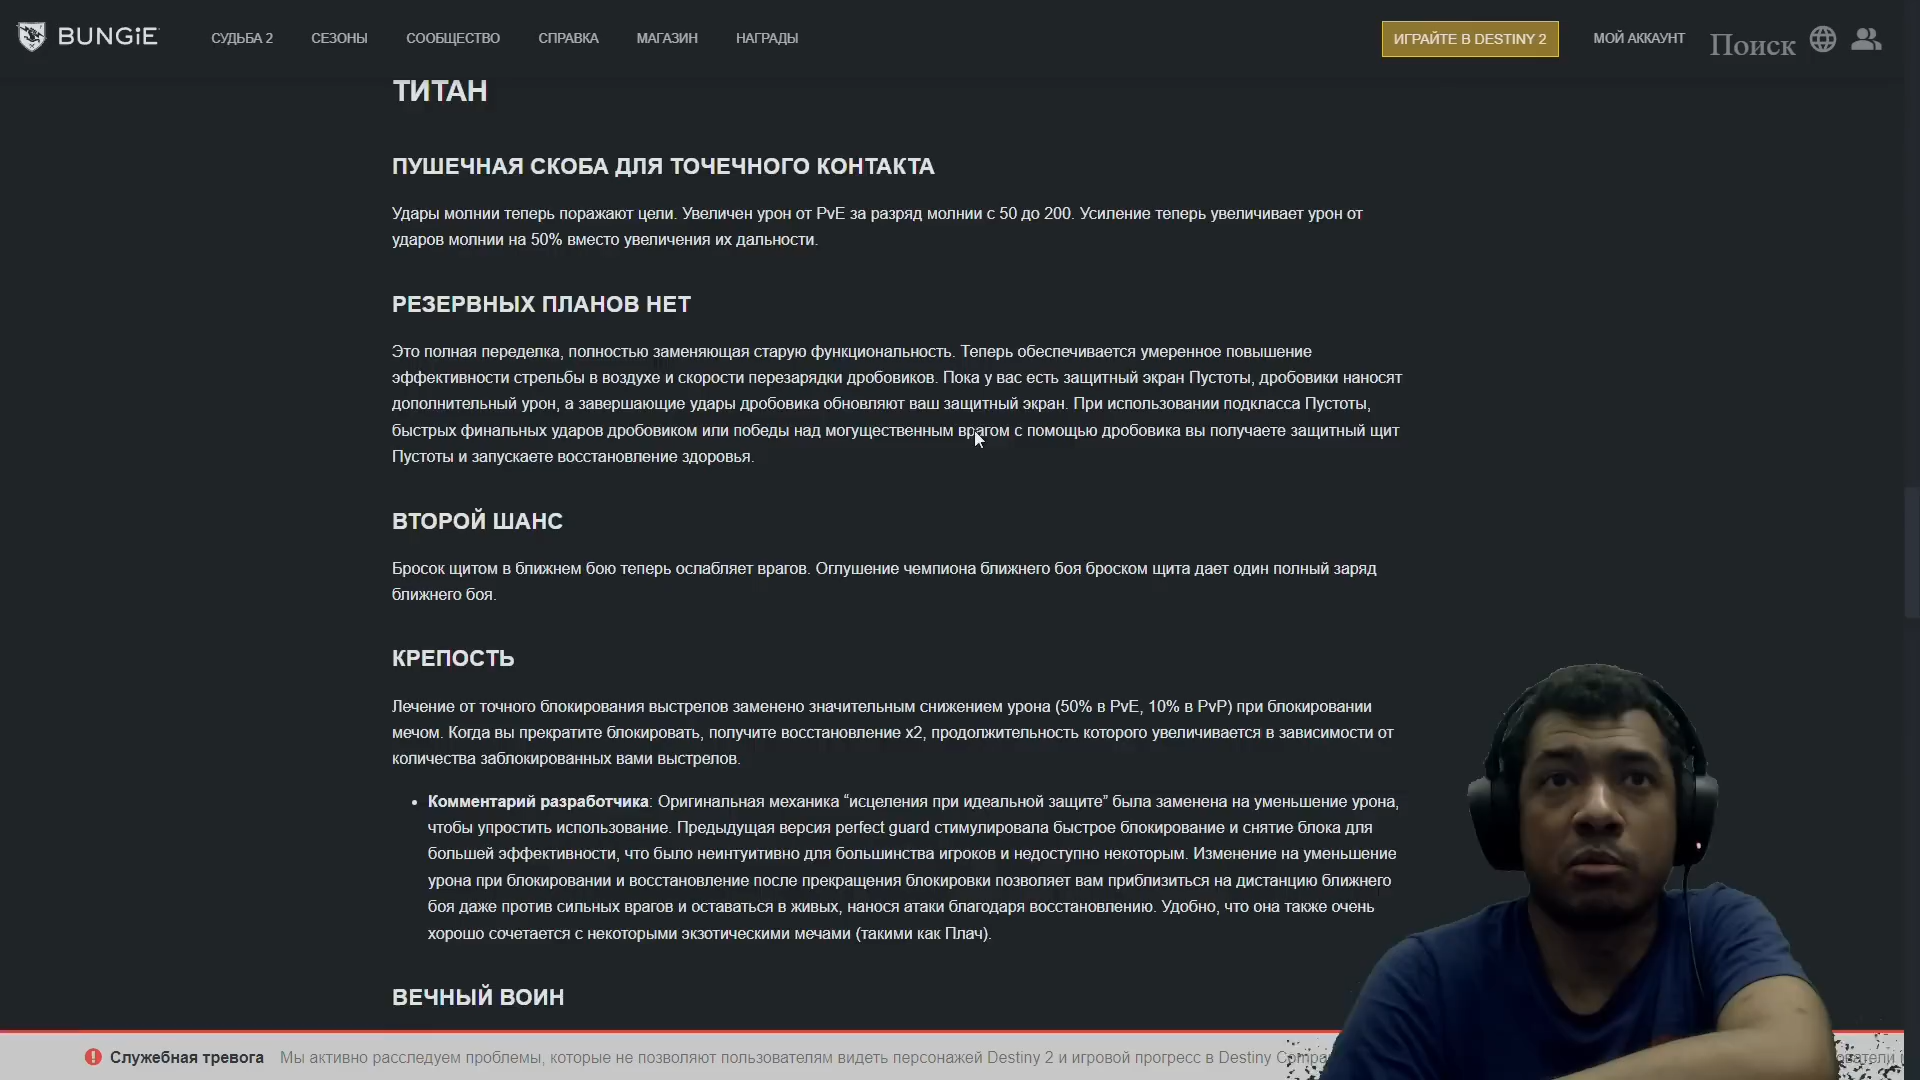 BUNGiE
СУДЬБА 2
СЕЗОНЫ
СООБЩЕСТВО
СПРАВКА
МАГАЗИН
НАГРАДЫ
ИГРАЙТЕ В DESTINY 2
МОЙ АККАУНТ
Поиск
ТИТАН
ПУШЕЧНАЯ СКОБА ДЛЯ ТОЧЕЧНОГО КОНТАКТА
Удары молнии теперь поражают цели. Увеличен урон от PvE за разряд молнии с 50 до 200. Усиление теперь увеличивает урон от
ударов молнии на 50% вместо увеличения их дальности.
РЕЗЕРВНЫХ ПЛАНОВ НЕТ
Это полная переделка, полностью заменяющая старую функциональность. Теперь обеспечивается умеренное повышение
эффективности стрельбы в воздухе и скорости перезарядки дробовиков. Пока у вас есть защитный экран Пустоты, дробовики наносят
дополнительный урон, а завершающие удары дробовика обновляют ваш защитный экран. При использовании подкласса Пустоты,
быстрых финальных ударов дробовиком или победы над могущественным врагом с помощью дробовика вы получаете защитный щит
Пустоты и запускаете восстановление здоровья.
ВТОРОЙ ШАНС
Бросок щитом в ближнем бою теперь ослабляет врагов. Оглушение чемпиона ближнего боя броском щита дает один полный заряд
ближнего боя.
КРЕПОСТЬ
Лечение от точного блокирования выстрелов заменено значительным снижением урона (50% в PvE, 10% в PvP) при блокировании
мечом. Когда вы прекратите блокировать, получите восстановление x2, продолжительность которого увеличивается в зависимости от
количества заблокированных вами выстрелов.
• Комментарий разработчика: Оригинальная механика “исцеления при идеальной защите” была заменена на уменьшение урона,
чтобы упростить использование. Предыдущая версия perfect guard стимулировала быстрое блокирование и снятие блока для
большей эффективности, что было неинтуитивно для большинства игроков и недоступно некоторым. Изменение на уменьшение
урона при блокировании и восстановление после прекращения блокировки позволяет вам приблизиться на дистанцию ближнего
боя даже против сильных врагов и оставаться в живых, нанося атаки благодаря восстановлению. Удобно, что она также очень
хорошо сочетается с некоторыми экзотическими мечами (такими как Плач).
ВЕЧНЫЙ ВОИН
Служебная тревога Мы активно расследуем проблемы, которые не позволяют пользователям видеть персонажей Destiny 2 и игровой прогресс в Destiny